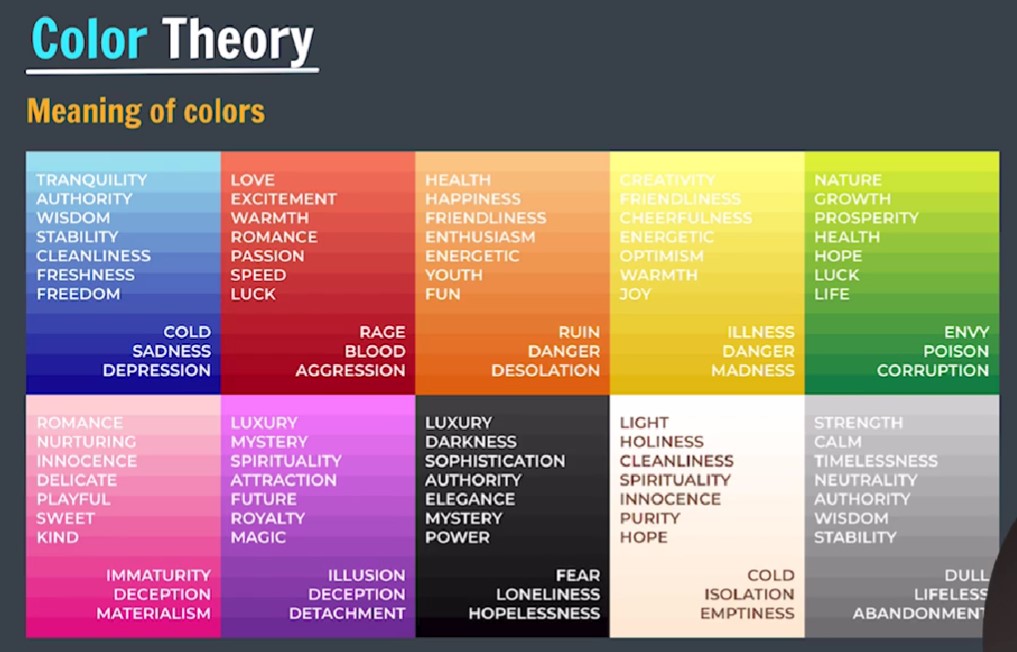 Color Theory
Meaning of colors
TRANQUILITY
AUTHORITY
WISDOM
STABILITY
CLEANLINESS
FRESHNESS
FREEDOM
COLD
SADNESS
DEPRESSION
LOVE
EXCITEMENT
WARMTH
ROMANCE
PASSION
SPEED
LUCK
RAGE
BLOOD
AGGRESSION
HEALTH
HAPPINESS
FRIENDLINESS
ENTHUSIASM
ENERGETIC
YOUTH
FUN
RUIN
DANGER
DESOLATION
CREATIVITY
FRIENDLINESS
CHEERFULNESS
ENERGETIC
OPTIMISM
WARMTH
JOY
ILLNESS
DANGER
MADNESS
NATURE
GROWTH
PROSPERITY
HEALTH
HOPE
LUCK
LIFE
ENVY
POISON
CORRUPTION
ROMANCE
NURTURING
INNOCENCE
DELICATE
PLAYFUL
SWEET
KIND
IMMATURITY
DECEPTION
MATERIALISM
LUXURY
MYSTERY
SPIRITUALITY
ATTRACTION
FUTURE
ROYALTY
MAGIC
ILLUSION
DECEPTION
DETACHMENT
LUXURY
DARKNESS
SOPHISTICATION
AUTHORITY
ELEGANCE
MYSTERY
POWER
FEAR
LONELINESS
HOPELESSNESS
LIGHT
HOLINESS
CLEANLINESS
SPIRITUALITY
INNOCENCE
PURITY
HOPE
COLD
ISOLATION
EMPTINESS
STRENGTH
CALM
TIMELESSNESS
NEUTRALITY
AUTHORITY
WISDOM
STABILITY
DULL
LIFELESS
ABANDONMENT